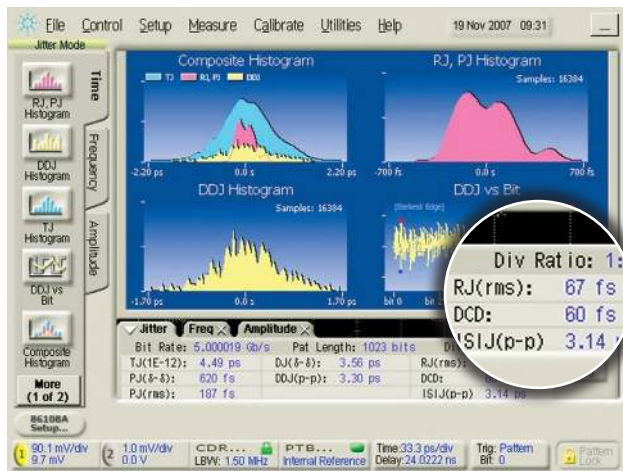 File Control Setup Measure Calibrate Utilities Help 19 Nov 2007 09:31
Jitter Mode
RJ, PJ
Histogram
DDJ
Histogram
TJ
Histogram
DDJ vs
Bit
Composite
Histogram
More
(1 of 2)
86108A
Setup...
Time
Frequency
Amplitude
Composite Histogram
TJ RJ, PJ DDJ
-2.20 ps 0.0 s 2.20 ps
RJ, PJ Histogram
Samples: 16384
-700 fs 0.0 s 700 fs
DDJ Histogram
Samples: 16384
-1.70 ps 0.0 s 1.70 ps
DDJ vs Bit
[Darkest Edge]
bit 0
Div Ratio: 1:
RJ(rms): 67 fs
DCD: 60 fs
ISIJ(p-p) 3.14
Jitter Freq Amplitude
Bit Rate: 5.000019 Gb/s Pat Length: 1023 bits
TJ(1E-12): 4.49 ps DJ(δ-δ): 3.56 ps RJ(rms):
PJ(δ-δ): 620 fs DDJ(p-p): 3.30 ps DCD:
PJ(rms): 187 fs ISIJ(p-p) 3.14 ps
1 90.1 mV/div
9.7 mV
2 1.0 mV/div
0.0 V
CDR...
LBW: 1.50 MHz
PTB...
Internal Reference
Time:33.3 ps/div
Delay:24.0222 ns
Trig: Pattern
Bit: 0
Pattern
Lock